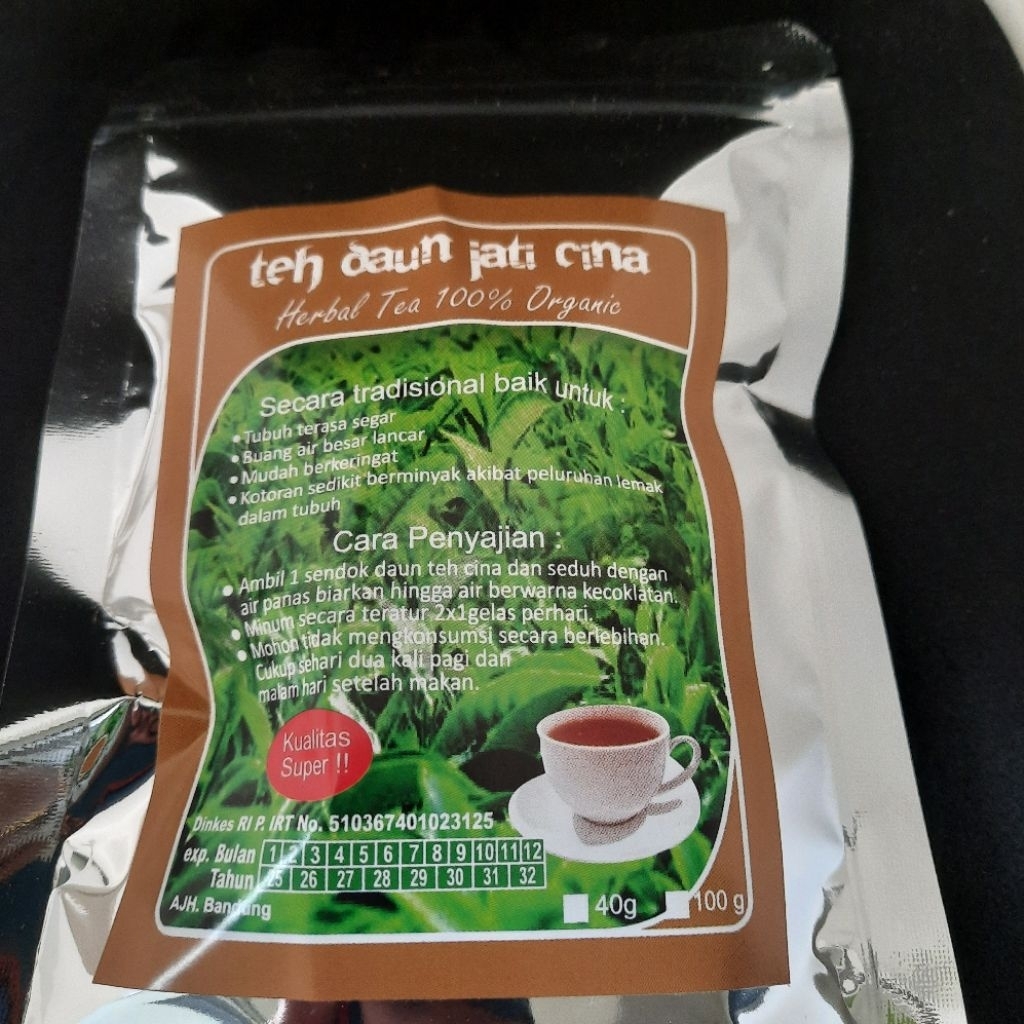 teh daun jati cina
Herbal Tea 100% Organic
Secara tradisional baik untuk :
• Tubuh terasa segar
• Buang air besar lancar
• Mudah berkeringat
• Kotoran sedikit berminyak akibat peluruhan lemak
dalam tubuh
Cara Penyajian :
• Ambil 1 sendok daun teh cina dan seduh dengan
air panas biarkan hingga air berwarna kecoklatan.
• Minum secara teratur 2x1gelas perhari.
• Mohon tidak mengkonsumsi secara berlebihan.
Cukup sehari dua kali pagi dan
malam hari setelah makan.
Kualitas
Super !!
Dinkes RI P. IRT No. 510367401023125
exp. Bulan 1 2 3 4 5 6 7 8 9 10 11 12
Tahun 25 26 27 28 29 30 31 32
AJH. Bandung
40g 100 g